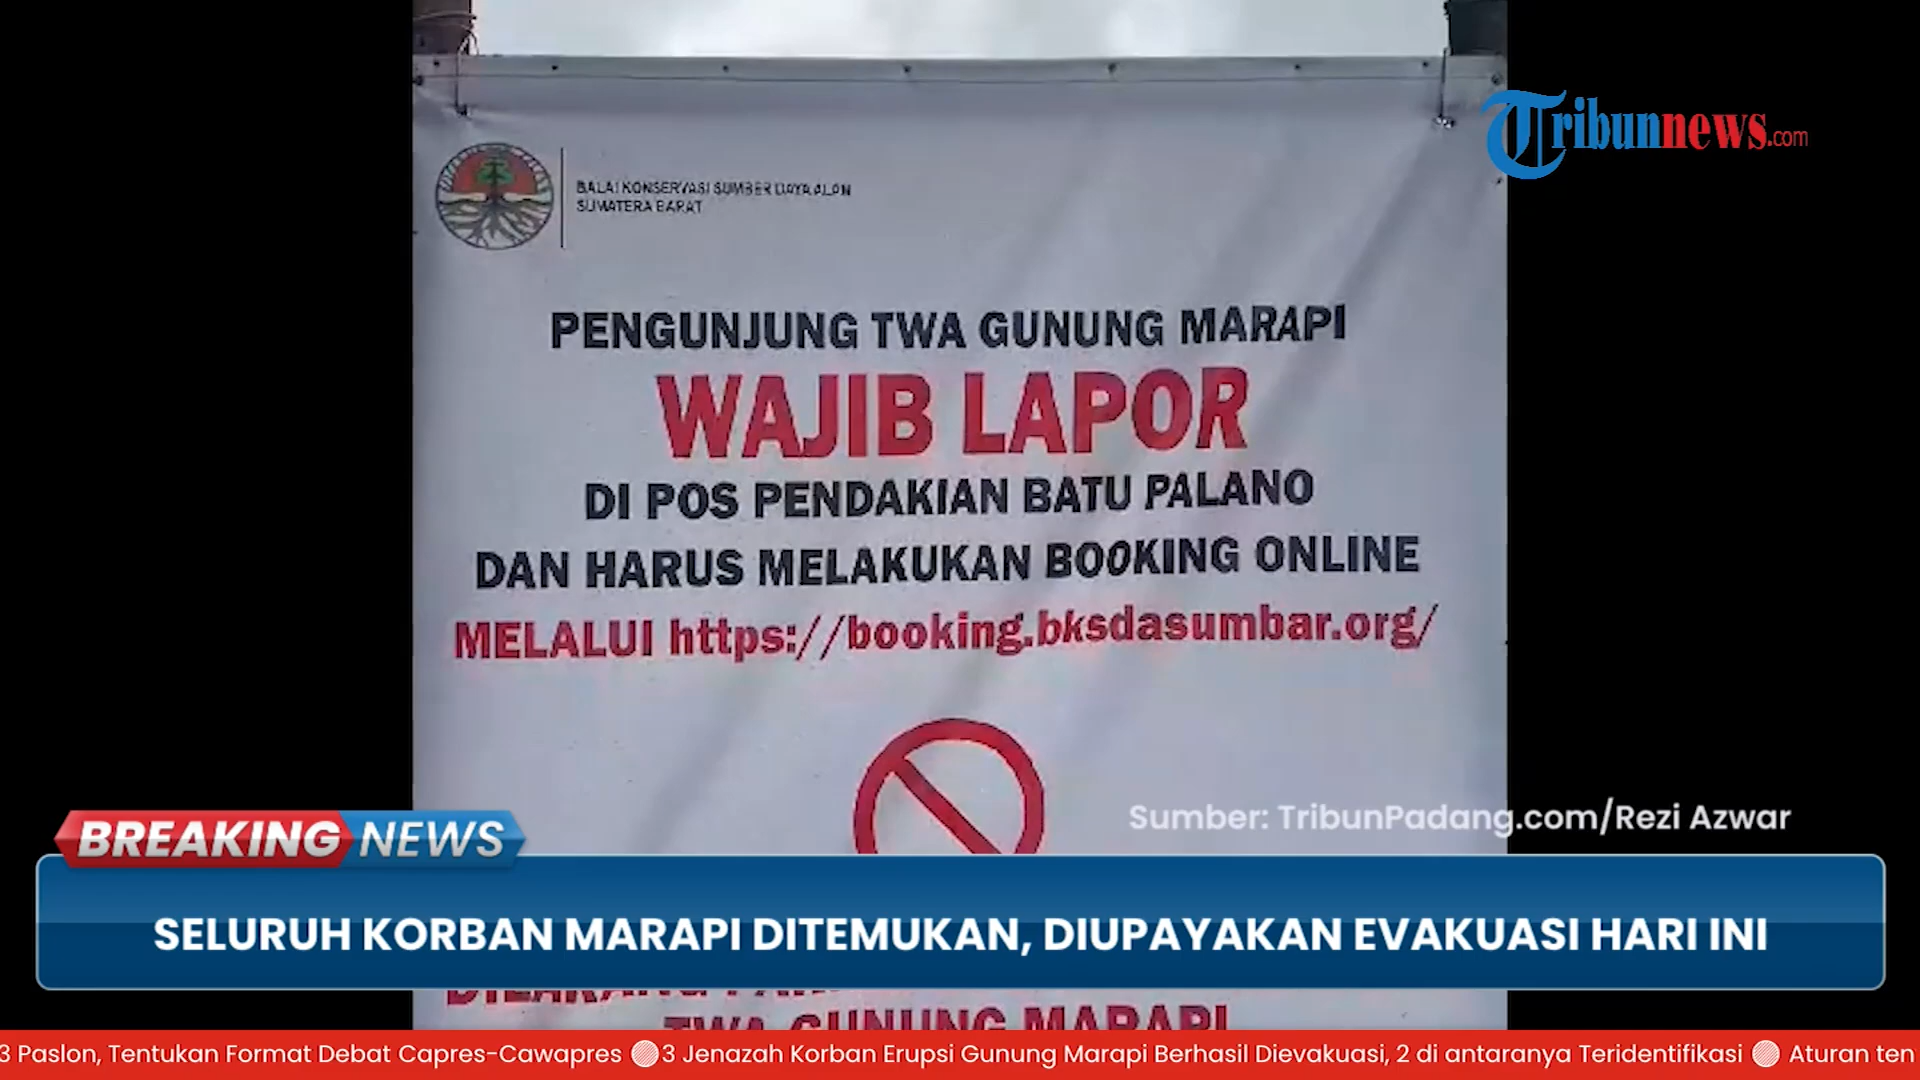 Tribunnews.com
BALAI KONSERVASI SUMBER DAYA ALAM
SUMATERA BARAT
PENGUNJUNG TWA GUNUNG MARAPI
WAJIB LAPOR
DI POS PENDAKIAN BATU PALANO
DAN HARUS MELAKUKAN BOOKING ONLINE
MELALUI https://booking.bksdasumbar.org/
Sumber: TribunPadang.com/Rezi Azwar
BREAKING NEWS
SELURUH KORBAN MARAPI DITEMUKAN, DIUPAYAKAN EVAKUASI HARI INI
TWA GUNUNG MARAPI
3 Paslon, Tentukan Format Debat Capres-Cawapres 3 Jenazah Korban Erupsi Gunung Marapi Berhasil Dievakuasi, 2 di antaranya Teridentifikasi Aturan ten